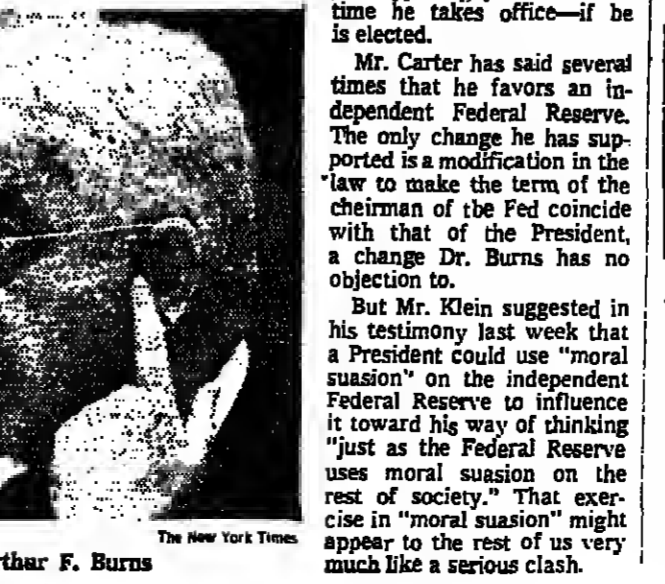 The New York Times
thur F. Burns
time he takes office—if he
is elected.
Mr. Carter has said several
times that he favors an in-
dependent Federal Reserve.
The only change he has sup-
ported is a modification in the
law to make the term of the
cheirman of tbe Fed coincide
with that of the President,
a change Dr. Burns has no
objection to.
But Mr. Klein suggested in
his testimony last week that
a President could use "moral
suasion" on the independent
Federal Reserve to influence
it toward his way of thinking
"just as the Federal Reserve
uses moral suasion on the
rest of society." That exer-
cise in "moral suasion" might
appear to the rest of us very
much like a serious clash.